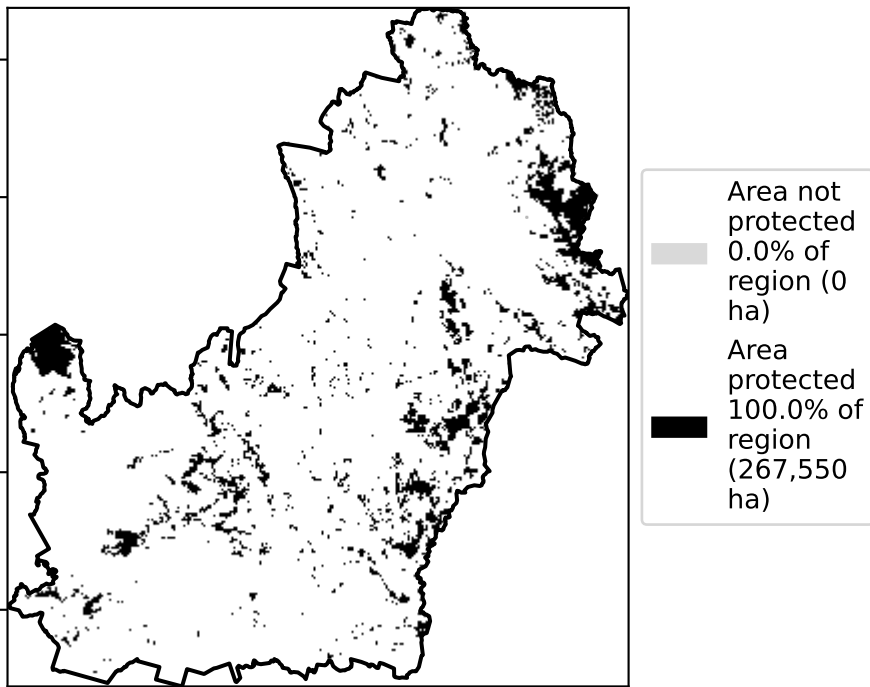 Area not
protected
0.0% of
region (0
ha)
Area
protected
100.0% of
region
(267,550
ha)